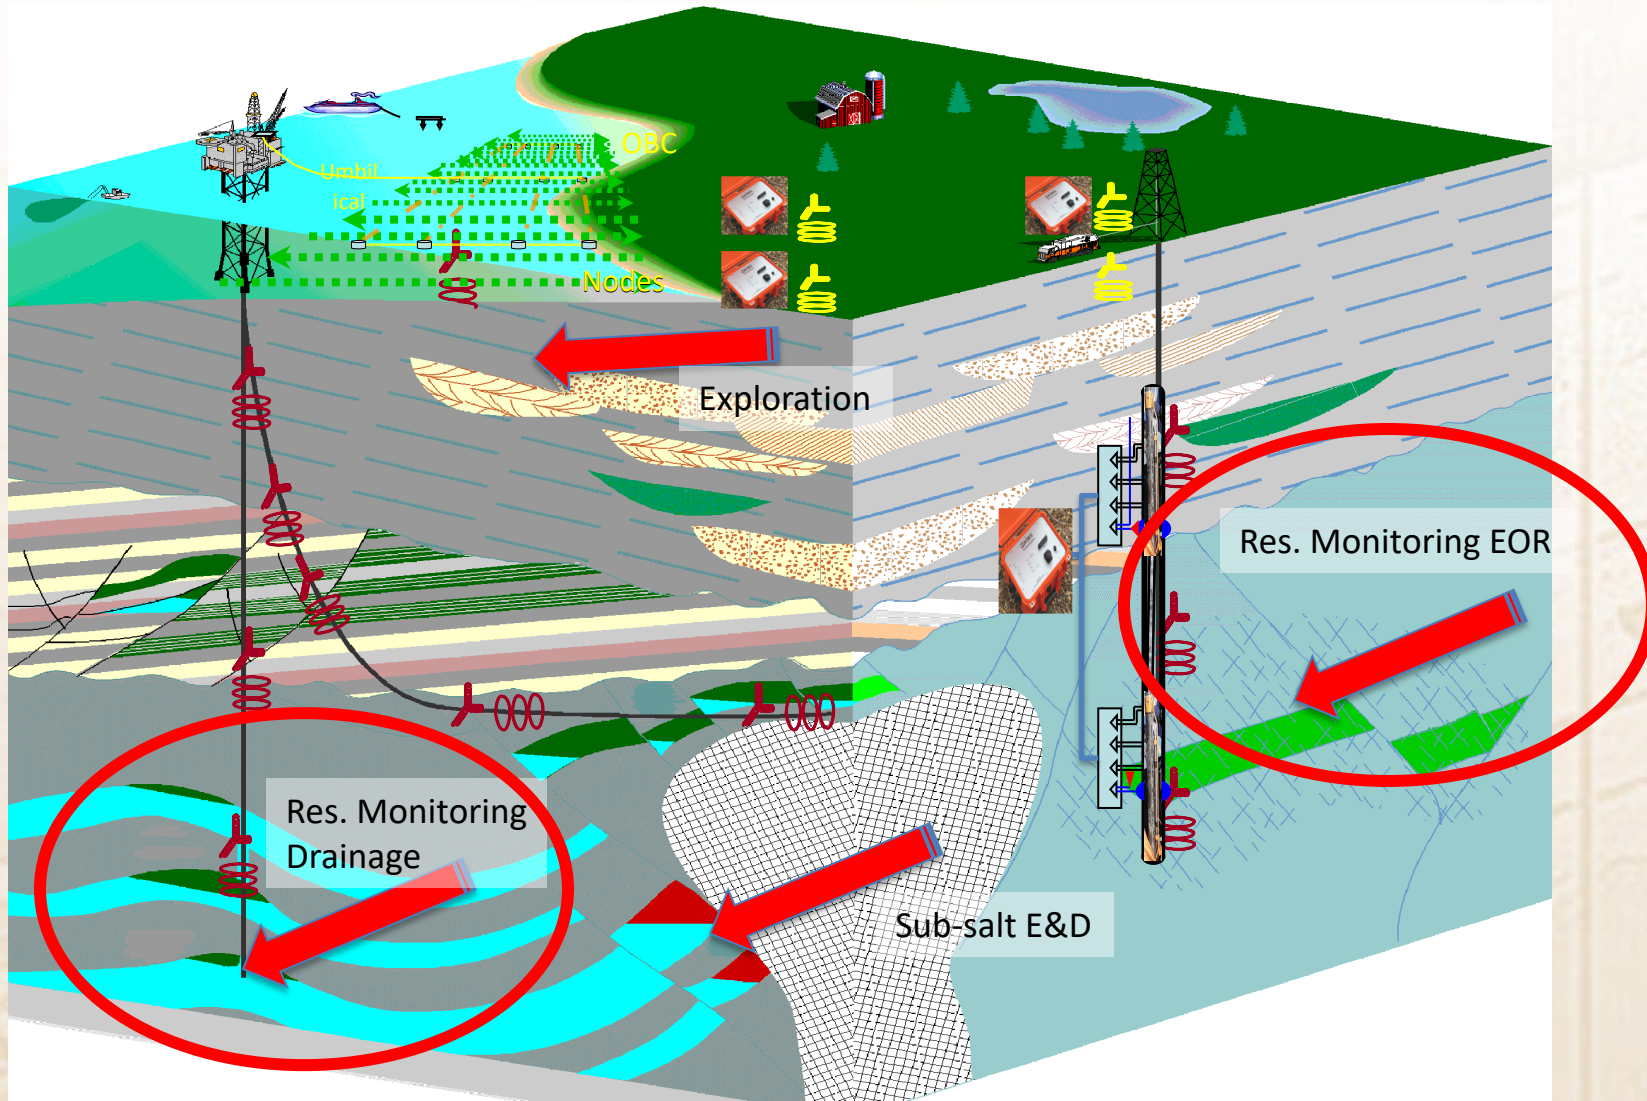 OBC
Umbil
ical
Nodes
Exploration
Res. Monitoring EOR
Res. Monitoring
Drainage
Sub-salt E&D